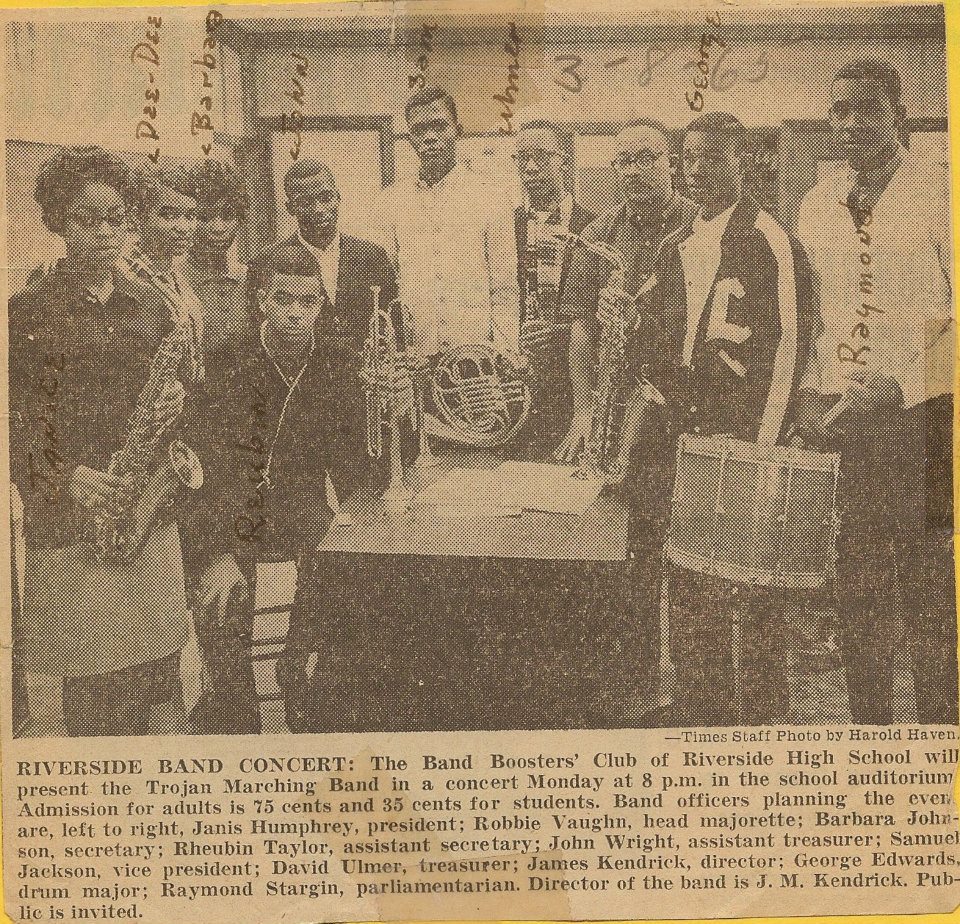 Dee-Dee
Barbara
John
Sam
Ulmer
George
Raymond
Janice
Reubin
C
—Times Staff Photo by Harold Haven.
RIVERSIDE BAND CONCERT: The Band Boosters' Club of Riverside High School will
present the Trojan Marching Band in a concert Monday at 8 p.m. in the school auditorium
Admission for adults is 75 cents and 35 cents for students. Band officers planning the even
are, left to right, Janis Humphrey, president; Robbie Vaughn, head majorette; Barbara John-
son, secretary; Rheubin Taylor, assistant secretary; John Wright, assistant treasurer; Samuel
Jackson, vice president; David Ulmer, treasurer; James Kendrick, director; George Edwards,
drum major; Raymond Stargin, parliamentarian. Director of the band is J. M. Kendrick. Pub-
lic is invited.